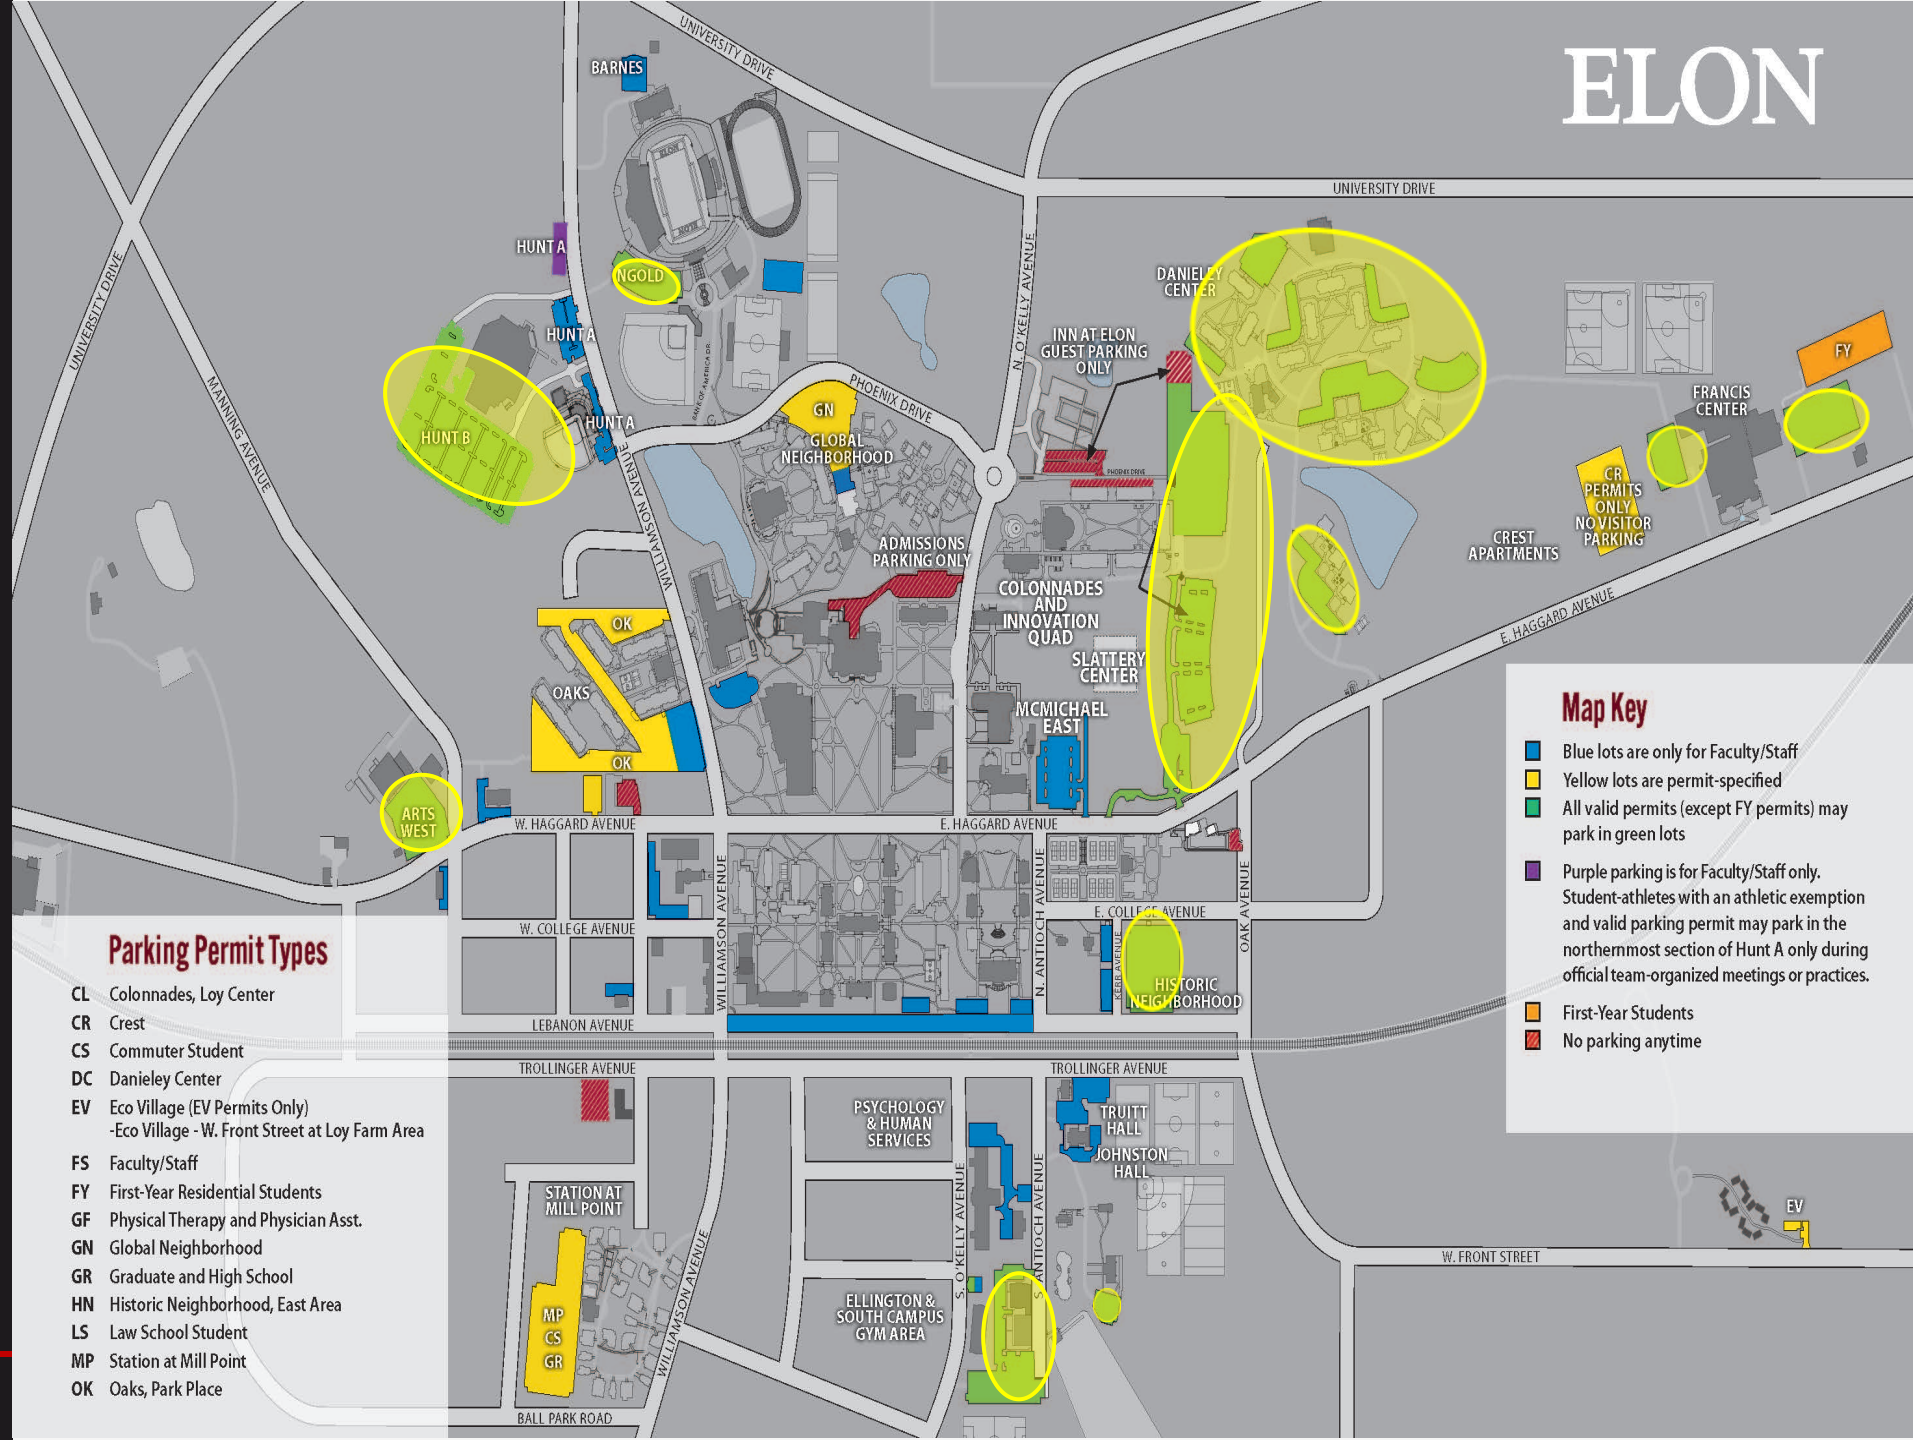 ELON
UNIVERSITY DRIVE
BARNES
ELON
ELON
UNIVERSITY DRIVE
HUNT A
NGOLD
DANIELEY
CENTER
UNIVERSITY DRIVE
N. O'KELLY AVENUE
HUNT A
INN AT ELON
GUEST PARKING
ONLY
BANK OF AMERICA DR.
PHOENIX DRIVE
MANNING AVENUE
FY
FRANCIS
CENTER
GN
HUNT A
HUNT B
GLOBAL
NEIGHBORHOOD
PHOENIX DRIVE
WILLIAMSON AVENUE
CR
PERMITS
ONLY
NO VISITOR
PARKING
CREST
APARTMENTS
ADMISSIONS
PARKING ONLY
COLONNADES
AND
INNOVATION
QUAD
E. HAGGARD AVENUE
OK
SLATTERY
CENTER
OAKS
MCMICHAEL
EAST
OK
ARTS
WEST
W. HAGGARD AVENUE
E. HAGGARD AVENUE
WILLIAMSON AVENUE
N. ANTIOCH AVENUE
OAK AVENUE
E. COLLEGE AVENUE
W. COLLEGE AVENUE
KERR AVENUE
HISTORIC
NEIGHBORHOOD
LEBANON AVENUE
TROLLINGER AVENUE
TROLLINGER AVENUE
PSYCHOLOGY
& HUMAN
SERVICES
TRUITT
HALL
JOHNSTON
HALL
STATION AT
MILL POINT
S. O'KELLY AVENUE
S. ANTIOCH AVENUE
WILLIAMSON AVENUE
EV
W. FRONT STREET
ELLINGTON &
SOUTH CAMPUS
GYM AREA
MP
CS
GR
BALL PARK ROAD
Map Key
Blue lots are only for Faculty/Staff
Yellow lots are permit-specified
All valid permits (except FY permits) may
park in green lots
Purple parking is for Faculty/Staff only.
Student-athletes with an athletic exemption
and valid parking permit may park in the
northernmost section of Hunt A only during
official team-organized meetings or practices.
First-Year Students
No parking anytime
Parking Permit Types
CL Colonnades, Loy Center
CR Crest
CS Commuter Student
DC Danieley Center
EV Eco Village (EV Permits Only)
-Eco Village - W. Front Street at Loy Farm Area
FS Faculty/Staff
FY First-Year Residential Students
GF Physical Therapy and Physician Asst.
GN Global Neighborhood
GR Graduate and High School
HN Historic Neighborhood, East Area
LS Law School Student
MP Station at Mill Point
OK Oaks, Park Place